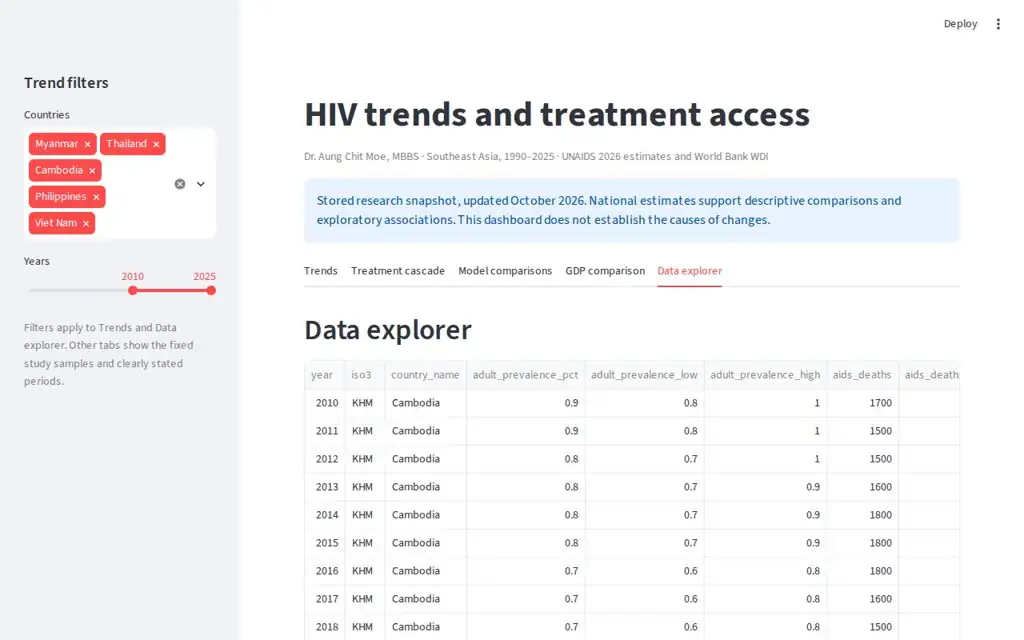 Deploy
Trend filters
Countries
Myanmar × Thailand ×
Cambodia ×
Philippines ×
Viet Nam ×
Years
2010 2025
Filters apply to Trends and Data
explorer. Other tabs show the fixed
study samples and clearly stated
periods.
HIV trends and treatment access
Dr. Aung Chit Moe, MBBS · Southeast Asia, 1990–2025 · UNAIDS 2026 estimates and World Bank WDI
Stored research snapshot, updated October 2026. National estimates support descriptive comparisons and
exploratory associations. This dashboard does not establish the causes of changes.
Trends Treatment cascade Model comparisons GDP comparison Data explorer
Data explorer
year iso3 country_name adult_prevalence_pct adult_prevalence_low adult_prevalence_high aids_deaths aids_death
2010 KHM Cambodia 0.9 0.8 1 1700
2011 KHM Cambodia 0.9 0.8 1 1500
2012 KHM Cambodia 0.8 0.7 1 1500
2013 KHM Cambodia 0.8 0.7 0.9 1600
2014 KHM Cambodia 0.8 0.7 0.9 1800
2015 KHM Cambodia 0.8 0.7 0.9 1800
2016 KHM Cambodia 0.7 0.6 0.8 1800
2017 KHM Cambodia 0.7 0.6 0.8 1600
2018 KHM Cambodia 0.7 0.6 0.8 1500